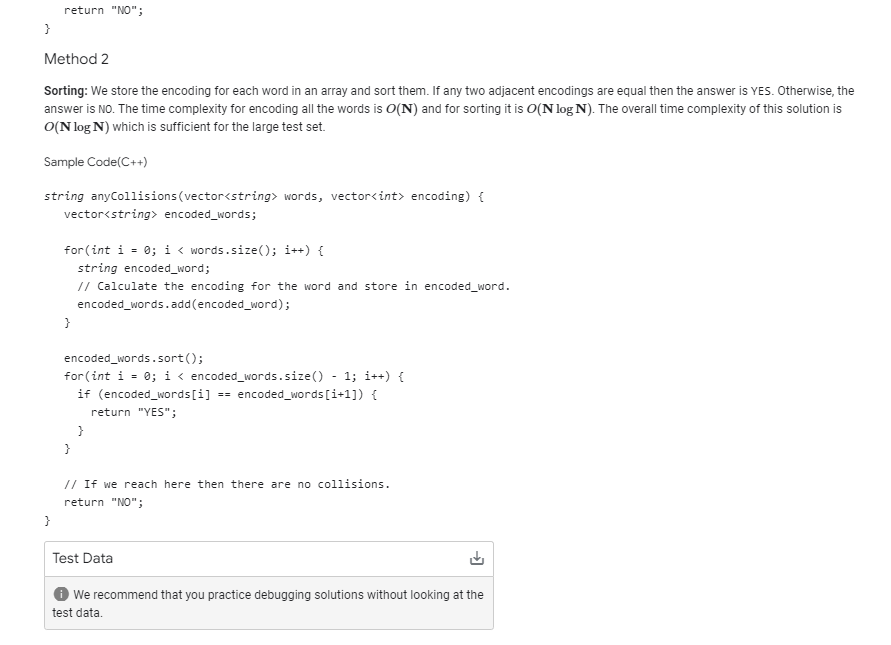 return "NO";
}
Method 2
Sorting: We store the encoding for each word in an array and sort them. If any two adjacent encodings are equal then the answer is YES. Otherwise, the
answer is NO. The time complexity for encoding all the words is O(N) and for sorting it is O(N log N). The overall time complexity of this solution is
O(N log N) which is sufficient for the large test set.
Sample Code(C++)
string anyCollisions(vector<string> words, vector<int> encoding) {
vector<string> encoded_words;
for(int i = 0; i < words.size(); i++) {
string encoded_word;
// Calculate the encoding for the word and store in encoded_word.
encoded_words.add(encoded_word);
}
encoded_words.sort();
for(int i = 0; i < encoded_words.size() - 1; i++) {
if (encoded_words[i] == encoded_words[i+1]) {
return "YES";
}
}
// If we reach here then there are no collisions.
return "NO";
}
Test Data
We recommend that you practice debugging solutions without looking at the
test data.